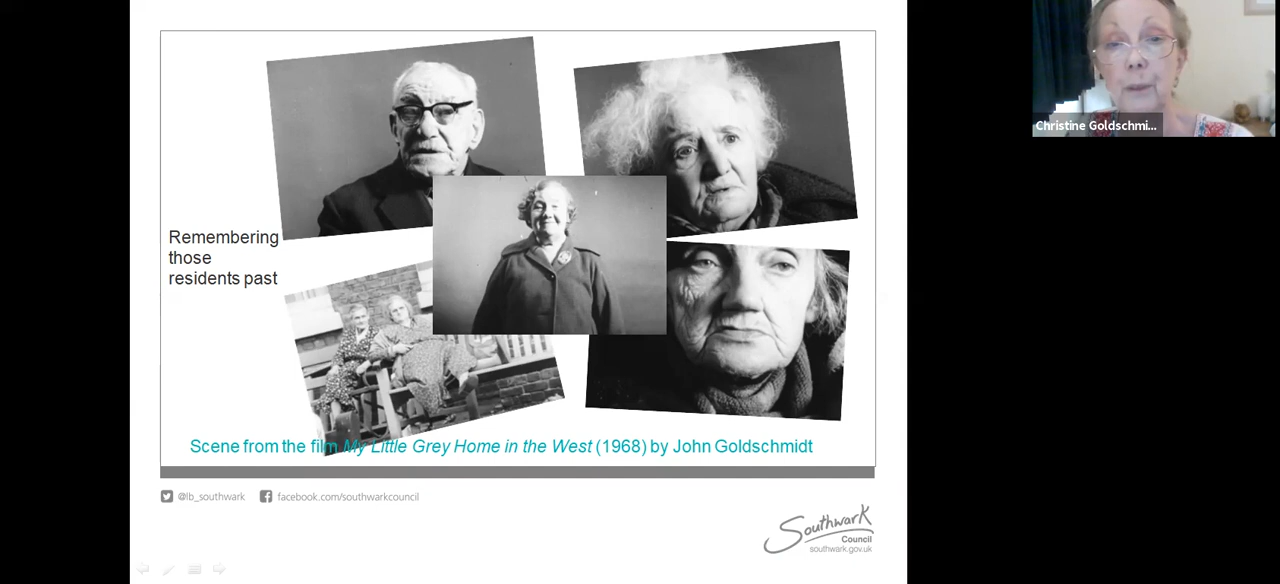 Christine Goldschmi...
Remembering
those
residents past
Scene from the film My Little Grey Home in the West (1968) by John Goldschmidt
@lb_southwark
facebook.com/southwarkcouncil
Southwark
Council
southwark.gov.uk